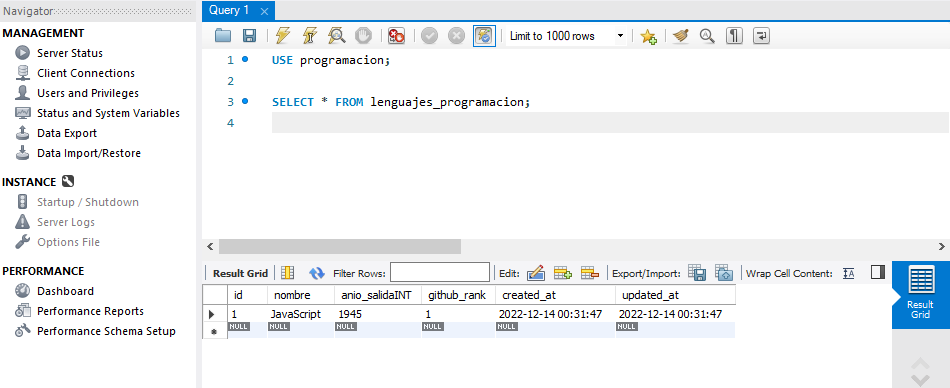 Navigator
MANAGEMENT
Server Status
Client Connections
Users and Privileges
Status and System Variables
Data Export
Data Import/Restore
INSTANCE
Startup / Shutdown
Server Logs
Options File
PERFORMANCE
Dashboard
Performance Reports
Performance Schema Setup
Query 1
Limit to 1000 rows
1 USE programacion;
2
3 SELECT * FROM lenguajes_programacion;
4
Result Grid Filter Rows: Edit: Export/Import: Wrap Cell Content: IA
id nombre anio_salidaINT github_rank created_at updated_at
1 JavaScript 1945 1 2022-12-14 00:31:47 2022-12-14 00:31:47
NULL NULL NULL NULL NULL NULL
Result
Grid